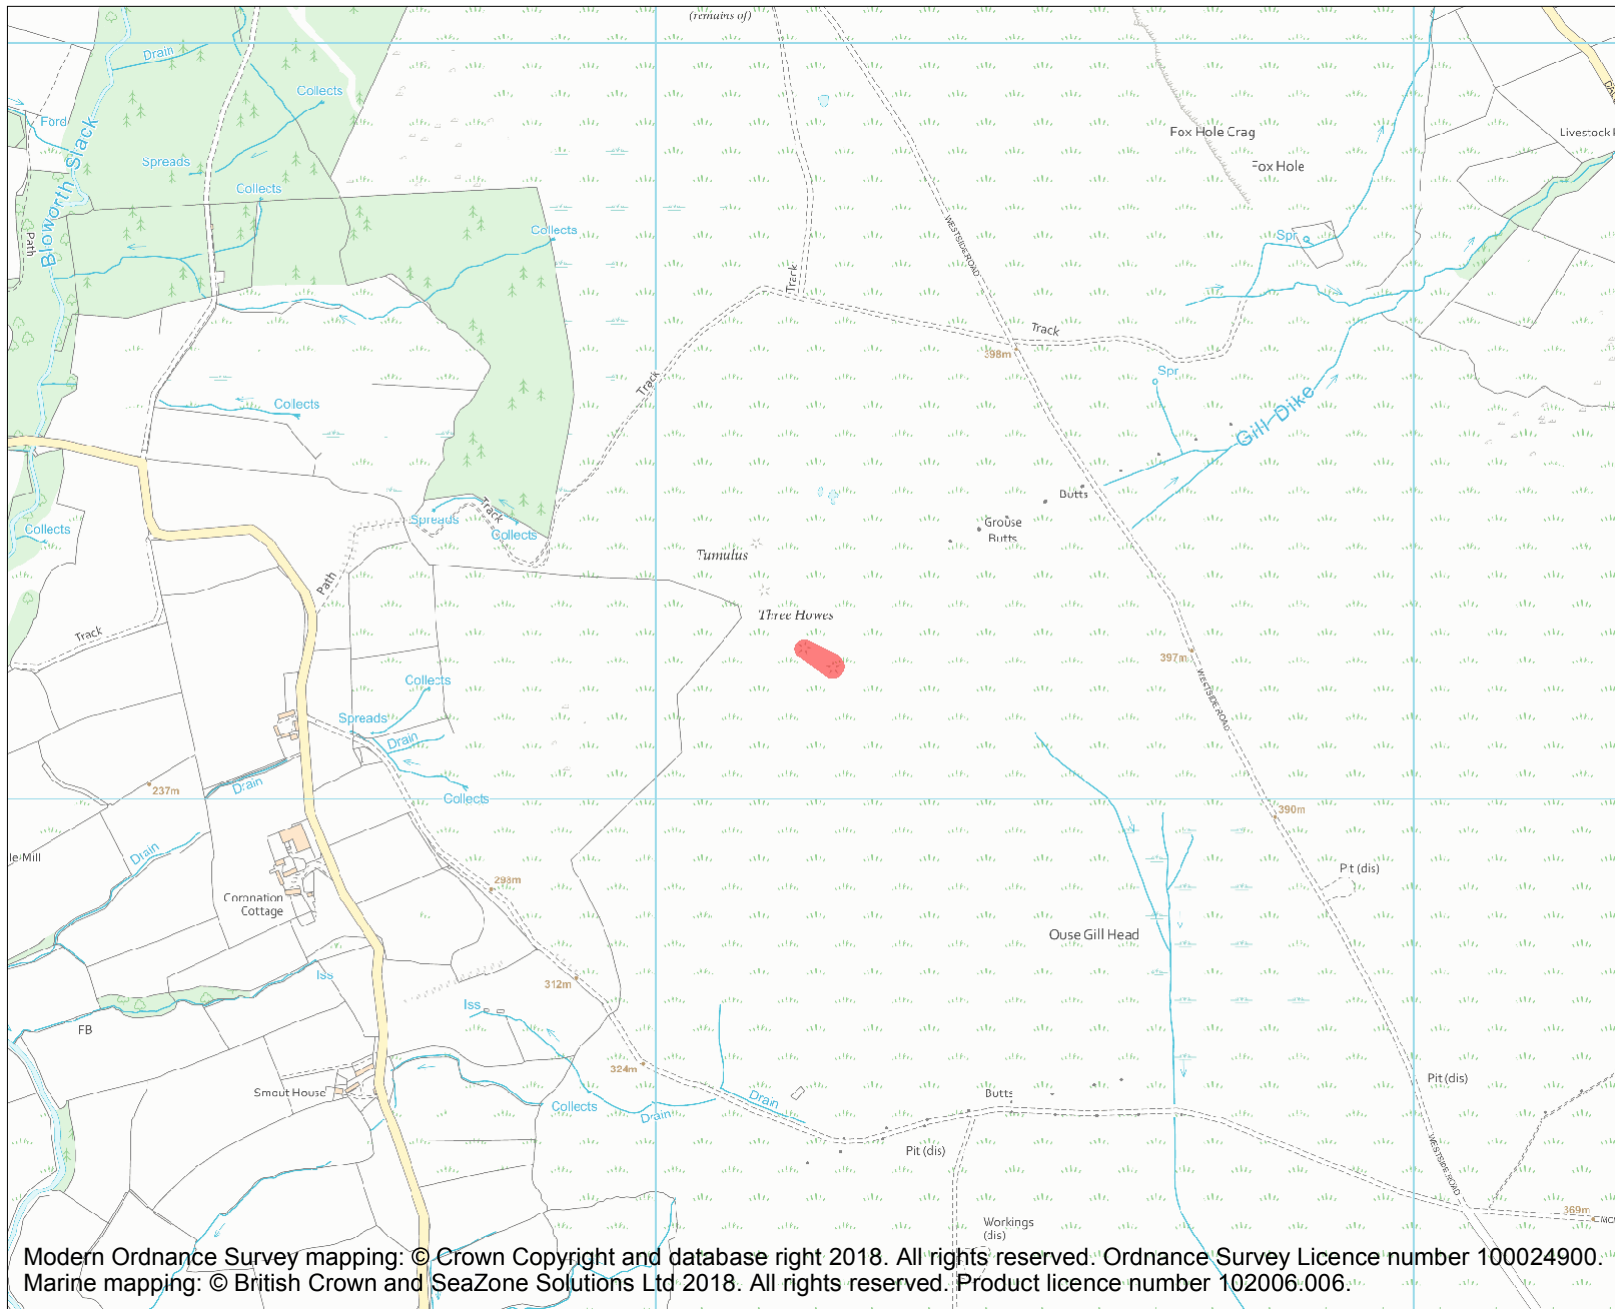 (remains of)
Drain
Collects
Ford
Bloworth Slack
Spreads
Collects
Path
Collects
Fox Hole Crag
Fox Hole
Livestock
Spr
WESTSIDE ROAD
Track
Track
398m
Track
Spr
Collects
Gill Dike
Butts
Grouse
Butts
Spreads
Track
Collects
Collects
Tumulus
Path
Three Howes
Track
397m
WESTSIDE ROAD
Collects
Spreads
Drain
237m
Drain
Collects
390m
Drain
le Mill
Pit (dis)
298m
Coronation
Cottage
Ouse Gill Head
Iss
312m
Iss
FB
324m
Pit (dis)
Smout House
Butts
Drain
Collects
Drain
Pit (dis)
WESTSIDE ROAD
Workings
(dis)
369m
Modern Ordnance Survey mapping: © Crown Copyright and database right 2018. All rights reserved. Ordnance Survey Licence number 100024900.
Marine mapping: © British Crown and SeaZone Solutions Ltd 2018. All rights reserved. Product licence number 102006.006.